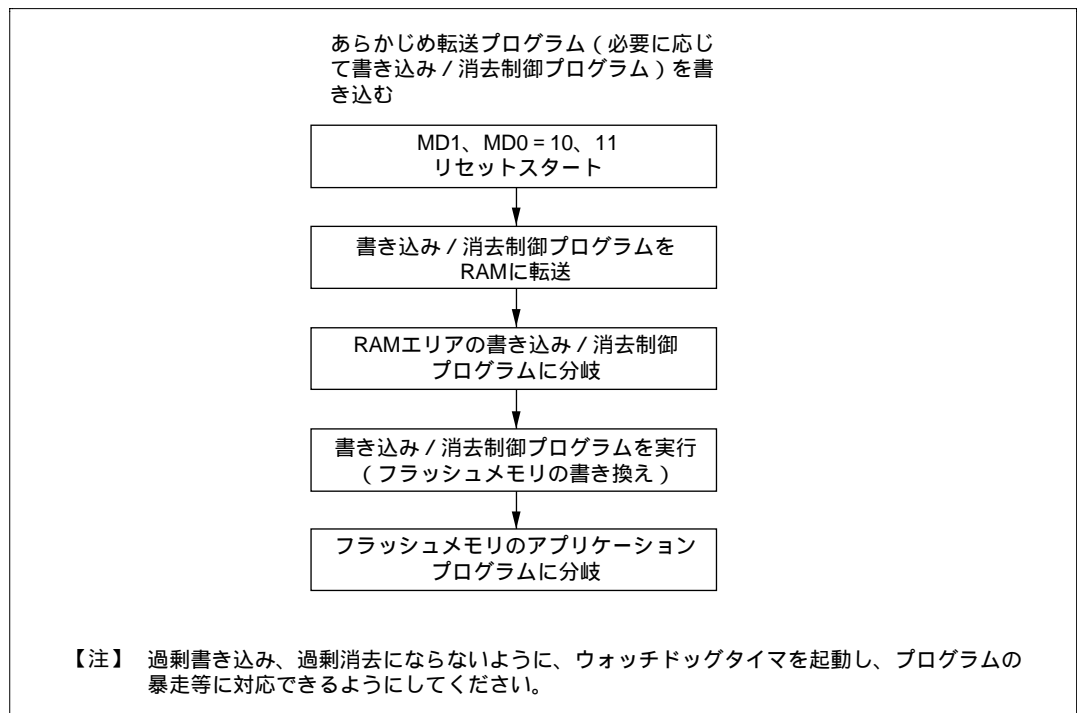 あらかじめ転送プログラム（必要に応じ
て書き込み / 消去制御プログラム）を書
き込む
MD1、MD0 = 10、11
リセットスタート
書き込み / 消去制御プログラムを
RAMに転送
RAMエリアの書き込み / 消去制御
プログラムに分岐
書き込み / 消去制御プログラムを実行
（フラッシュメモリの書き換え）
フラッシュメモリのアプリケーション
プログラムに分岐
【注】 過剰書き込み、過剰消去にならないように、ウォッチドッグタイマを起動し、プログラムの
暴走等に対応できるようにしてください。